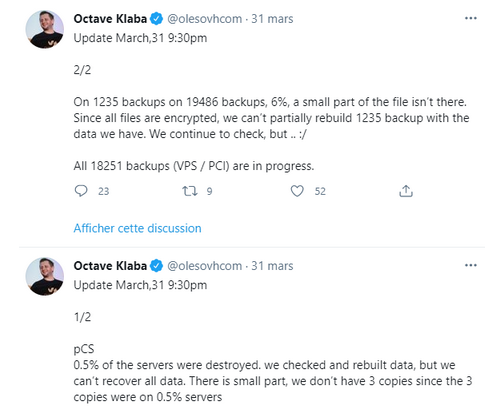 Octave Klaba @olesovhcom · 31 mars
Update March,31 9:30pm
2/2
On 1235 backups on 19486 backups, 6%, a small part of the file isn't there.
Since all files are encrypted, we can't partially rebuild 1235 backup with the
data we have. We continue to check, but .. :/
All 18251 backups (VPS / PCI) are in progress.
23 9 52
Afficher cette discussion
Octave Klaba @olesovhcom · 31 mars
Update March,31 9:30pm
1/2
pCS
0.5% of the servers were destroyed. we checked and rebuilt data, but we
can't recover all data. There is small part, we don't have 3 copies since the 3
copies were on 0.5% servers